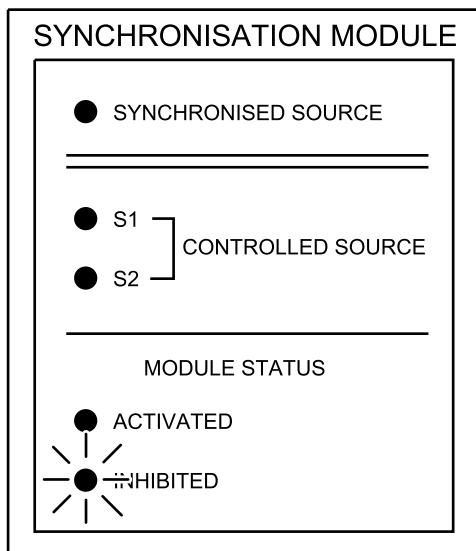 SYNCHRONISATION MODULE
SYNCHRONISED SOURCE
S1
CONTROLLED SOURCE
S2
MODULE STATUS
ACTIVATED
INHIBITED